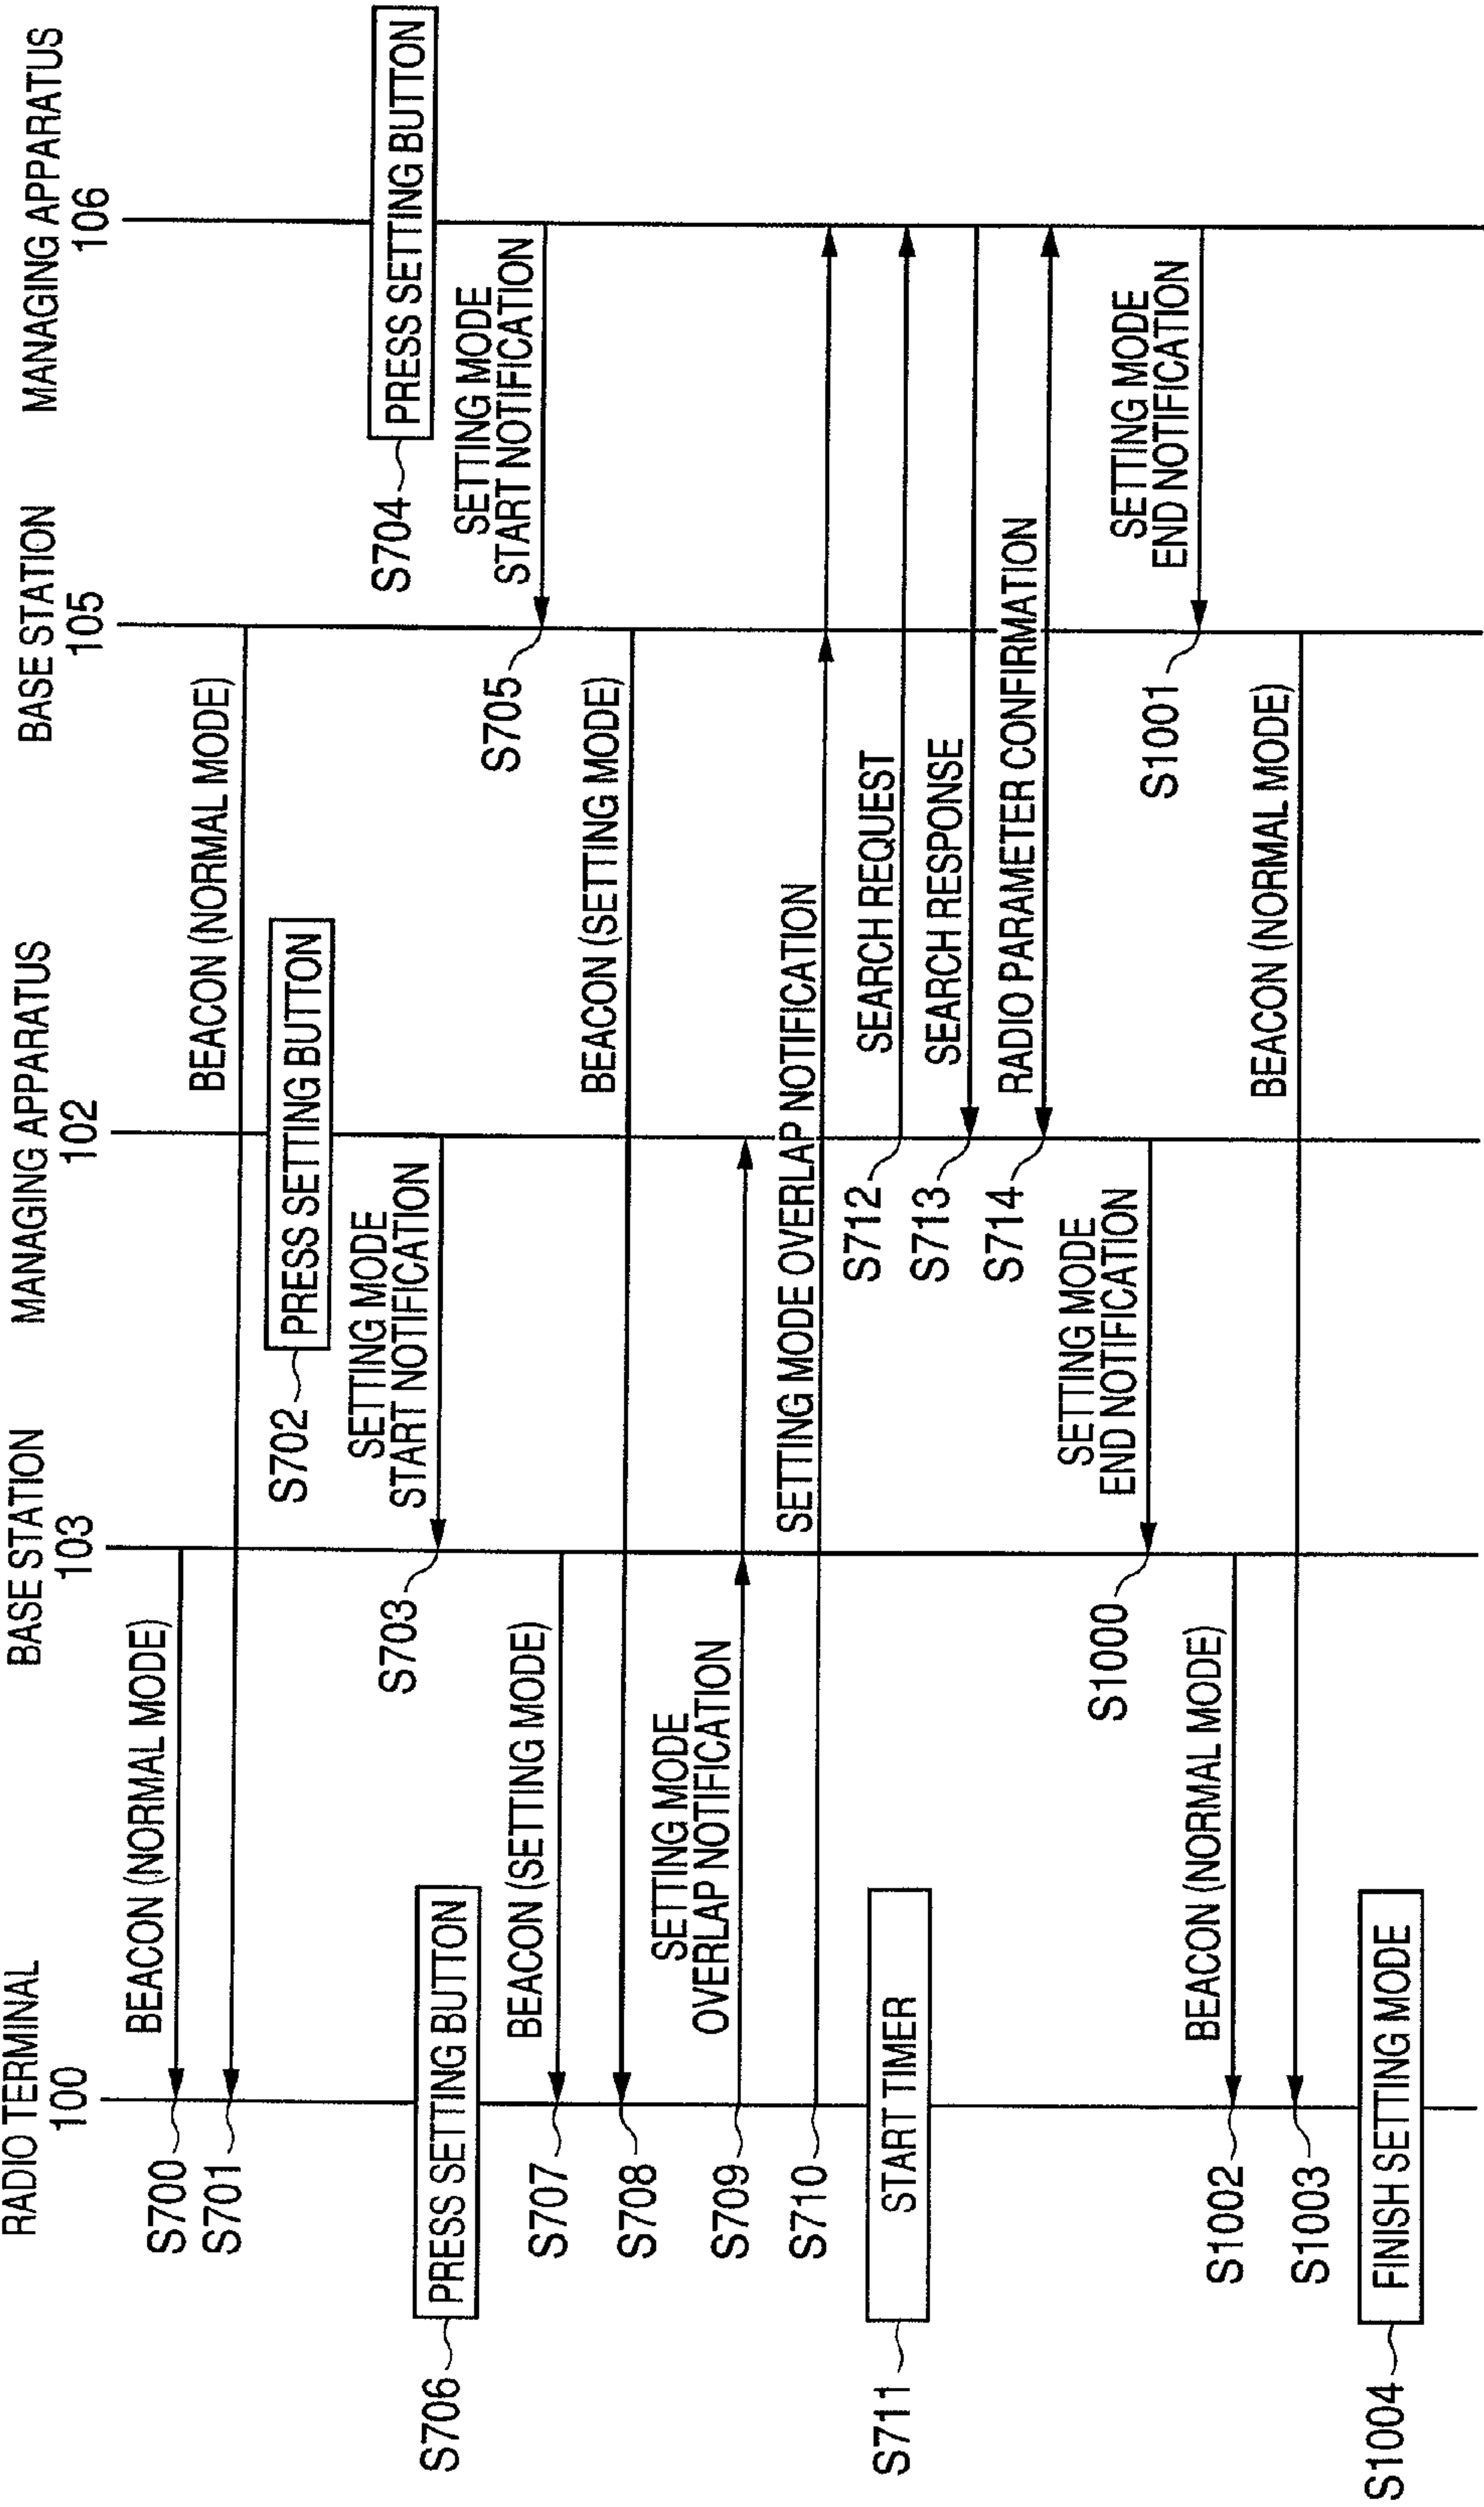 RADIO TERMINAL
100
BASE STATION
103
MANAGING APPARATUS
102
BASE STATION
105
MANAGING APPARATUS
106
BEACON (NORMAL MODE)
S700
BEACON (NORMAL MODE)
S701
PRESS SETTING BUTTON
S702
SETTING MODE
START NOTIFICATION
S703
PRESS SETTING BUTTON
S704
SETTING MODE
START NOTIFICATION
S705
PRESS SETTING BUTTON
S706
BEACON (SETTING MODE)
S707
BEACON (SETTING MODE)
S708
SETTING MODE
OVERLAP NOTIFICATION
S709
SETTING MODE OVERLAP NOTIFICATION
S710
START TIMER
S711
SEARCH REQUEST
S712
SEARCH RESPONSE
S713
RADIO PARAMETER CONFIRMATION
S714
SETTING MODE
END NOTIFICATION
S1000
SETTING MODE
END NOTIFICATION
S1001
BEACON (NORMAL MODE)
S1002
BEACON (NORMAL MODE)
S1003
FINISH SETTING MODE
S1004